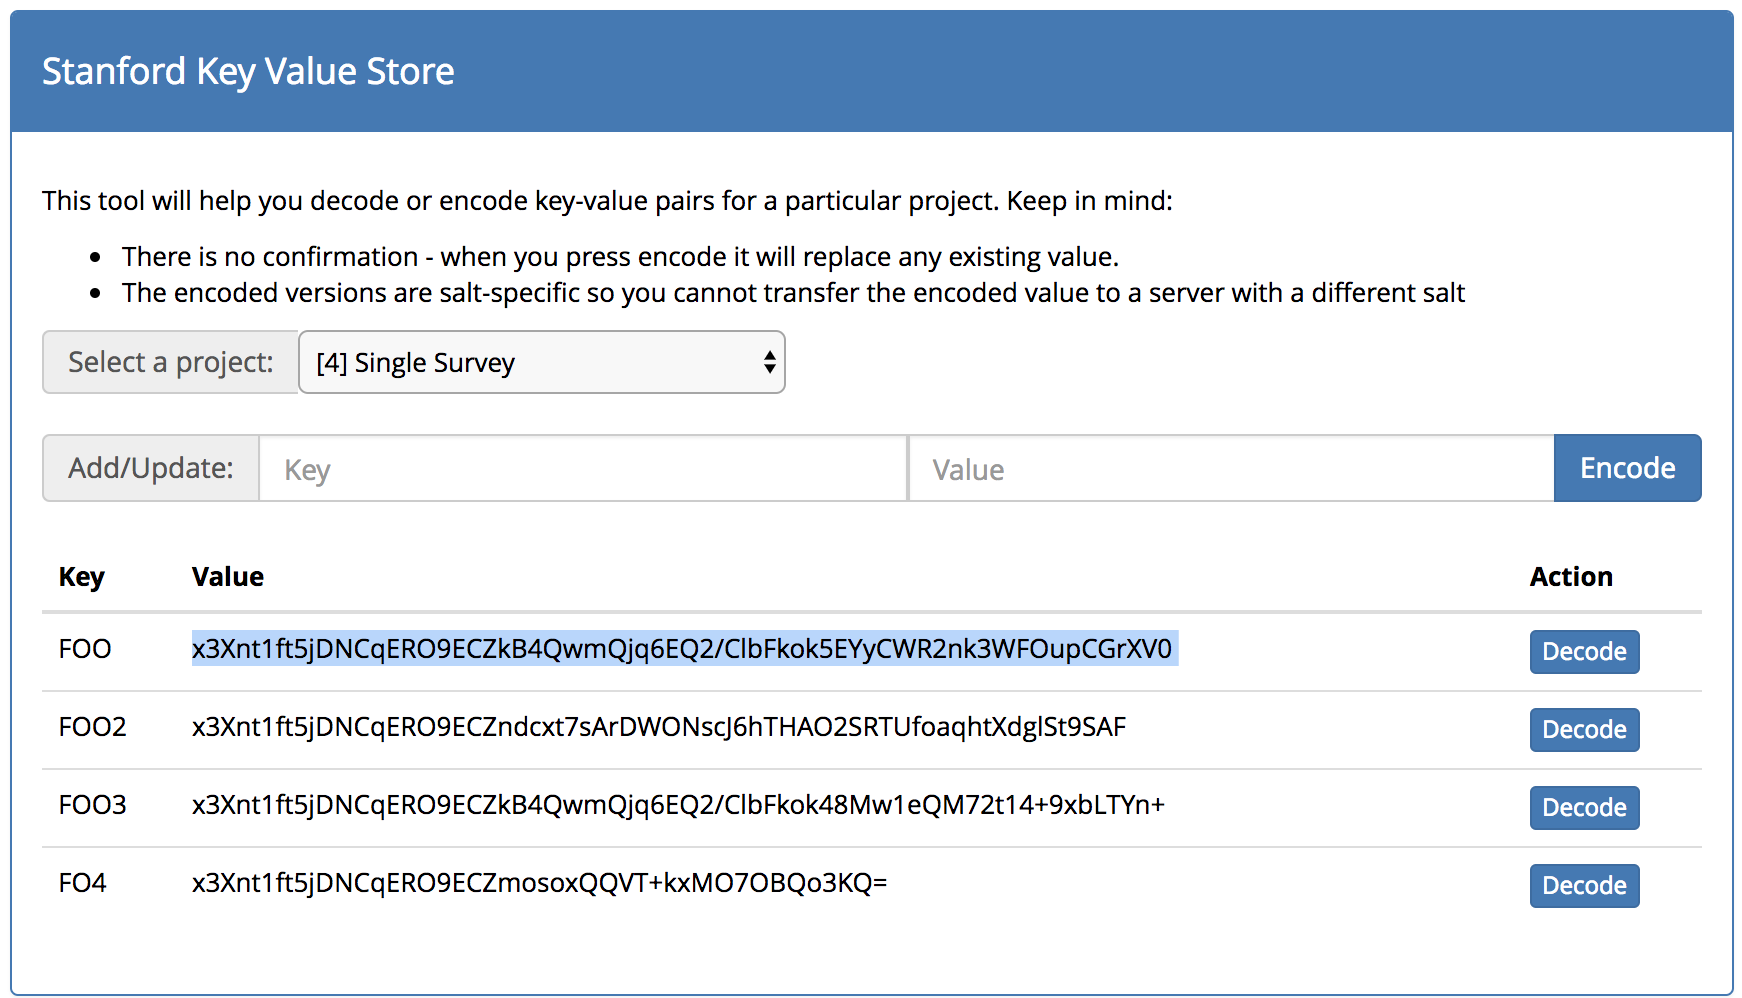 Stanford Key Value Store
This tool will help you decode or encode key-value pairs for a particular project. Keep in mind:
There is no confirmation - when you press encode it will replace any existing value.
The encoded versions are salt-specific so you cannot transfer the encoded value to a server with a different salt
Select a project: [4] Single Survey
Add/Update: Key Value Encode
Key Value Action
FOO x3Xnt1ft5jDNCqERO9ECZkB4QwmQjq6EQ2/ClbFkok5EYyCWR2nk3WFOupCGrXV0 Decode
FOO2 x3Xnt1ft5jDNCqERO9ECZndcxt7sArDWONscJ6hTHAO2SRTUfoaqhtXdglSt9SAF Decode
FOO3 x3Xnt1ft5jDNCqERO9ECZkB4QwmQjq6EQ2/ClbFkok48Mw1eQM72t14+9xbLTYn+ Decode
FO4 x3Xnt1ft5jDNCqERO9ECZmosoxQQVT+kxMO7OBQo3KQ= Decode